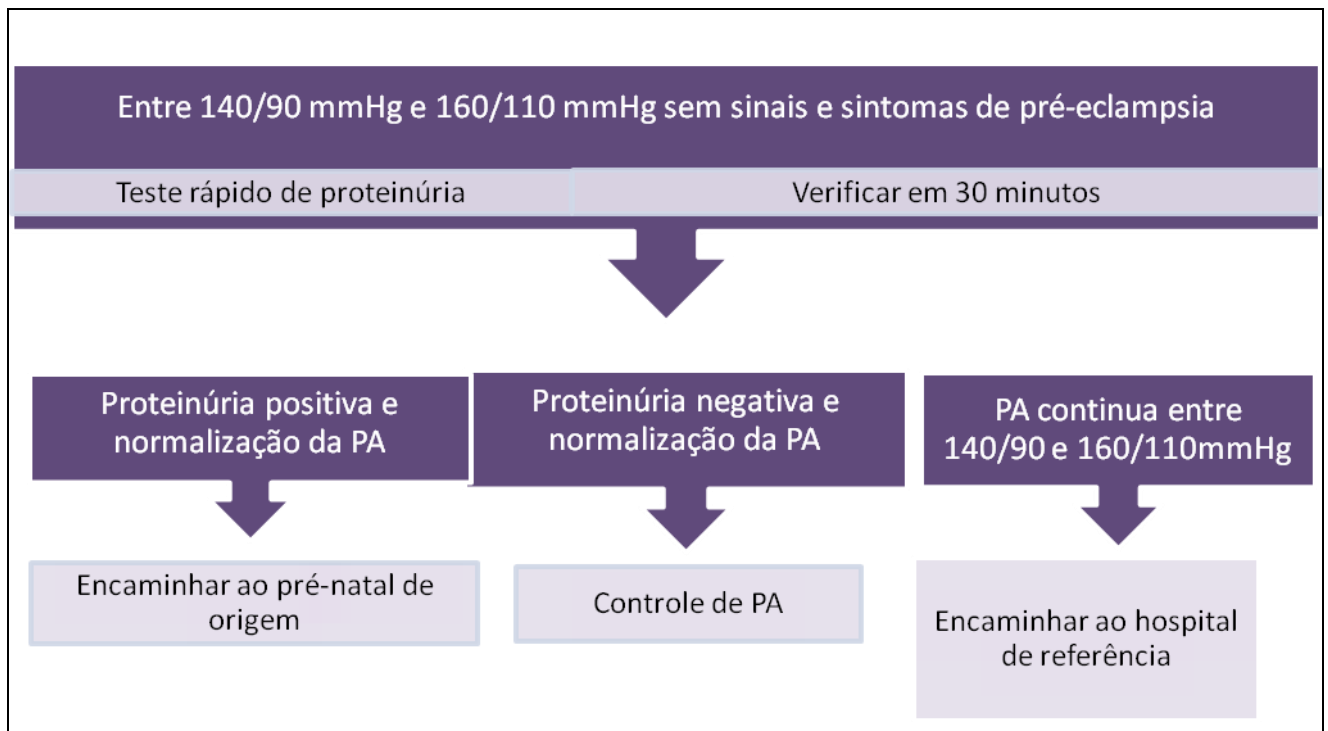 Entre 140/90 mmHg e 160/110 mmHg sem sinais e sintomas de pré-eclampsia
Teste rápido de proteinúria
Verificar em 30 minutos
Proteinúria positiva e
normalização da PA
Proteinúria negativa e
normalização da PA
PA continua entre
140/90 e 160/110mmHg
Encaminhar ao pré-natal de
origem
Controle de PA
Encaminhar ao hospital
de referência